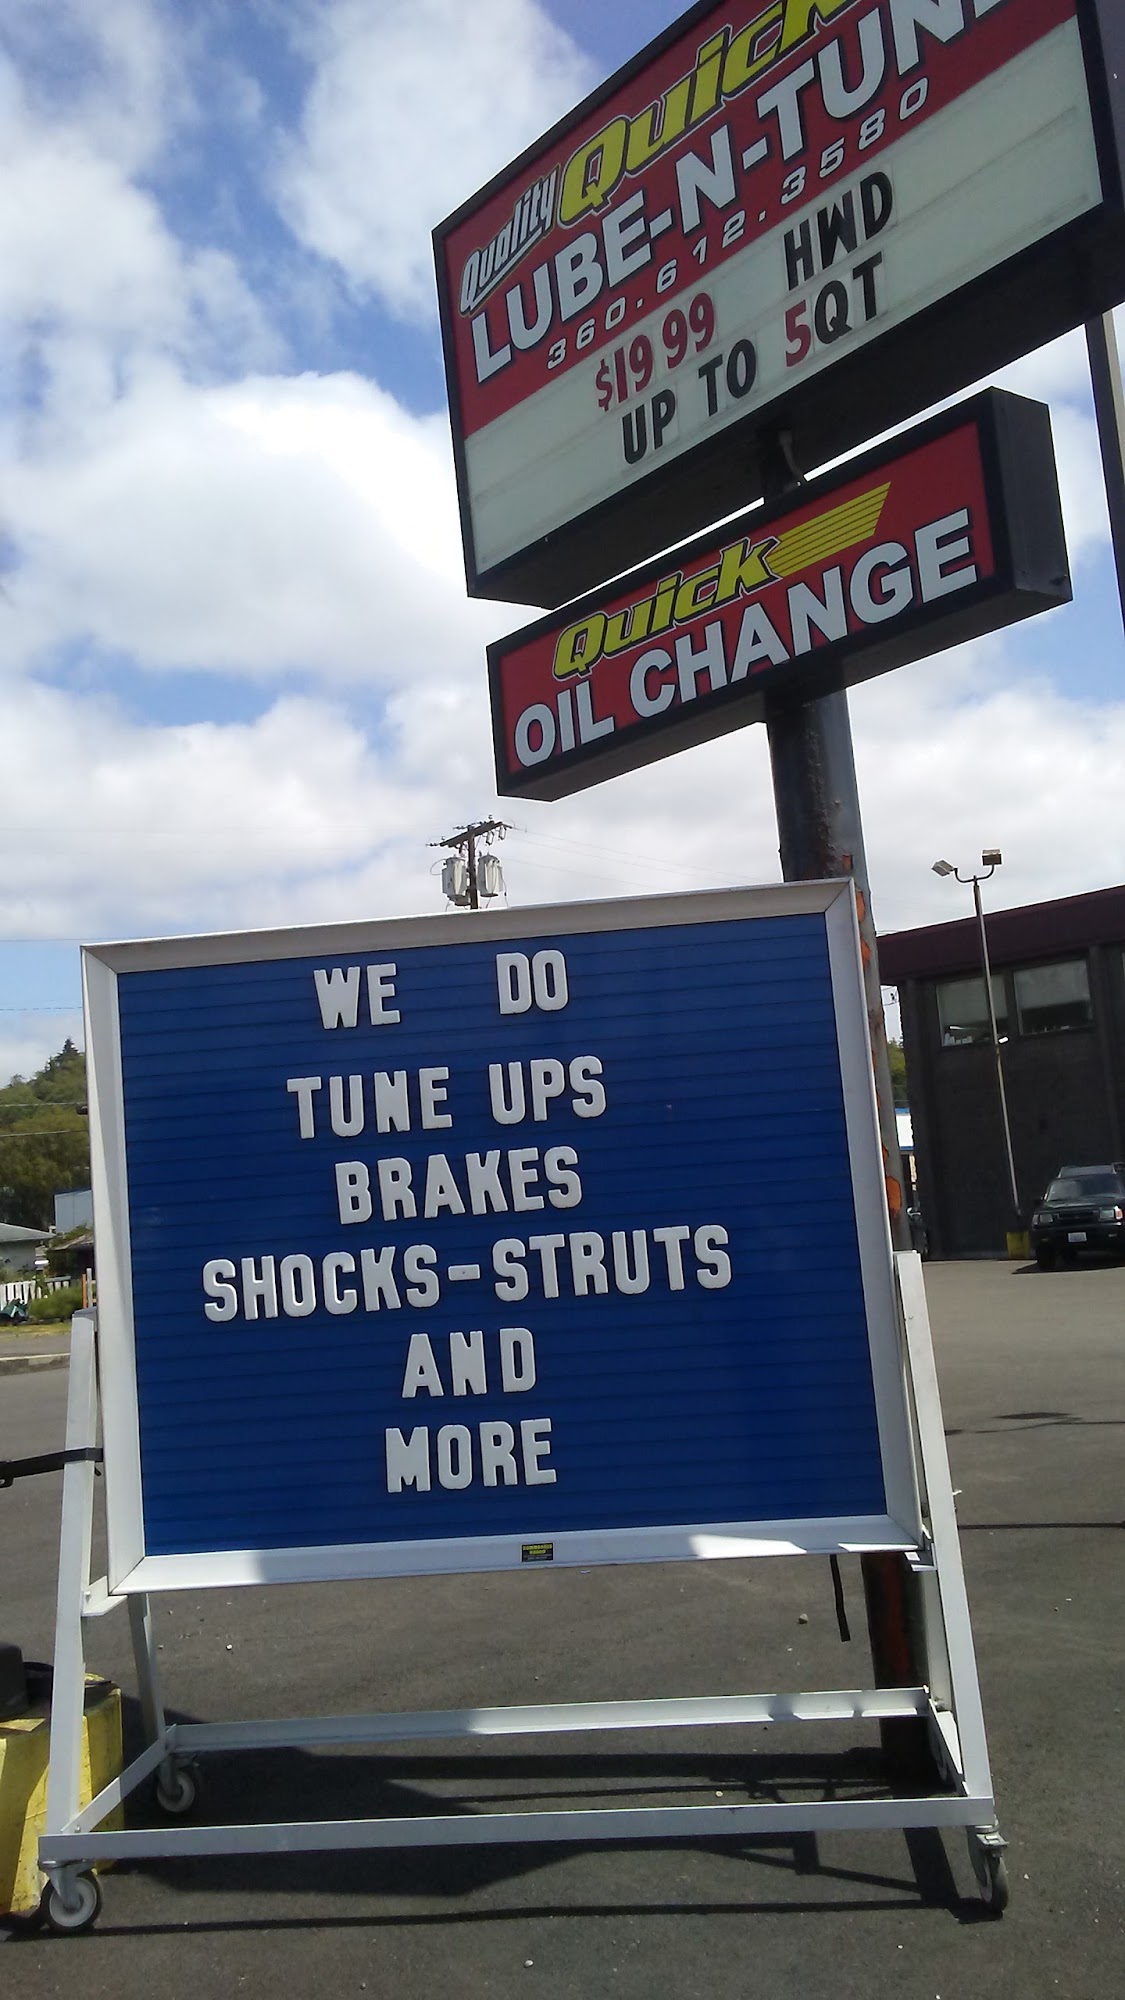 Quality Quick
LUBE-N-TUNE
360.612.3580
$19 99 HWD
UP TO 5QT
Quick
OIL CHANGE
WE DO
TUNE UPS
BRAKES
SHOCKS-STRUTS
AND
MORE